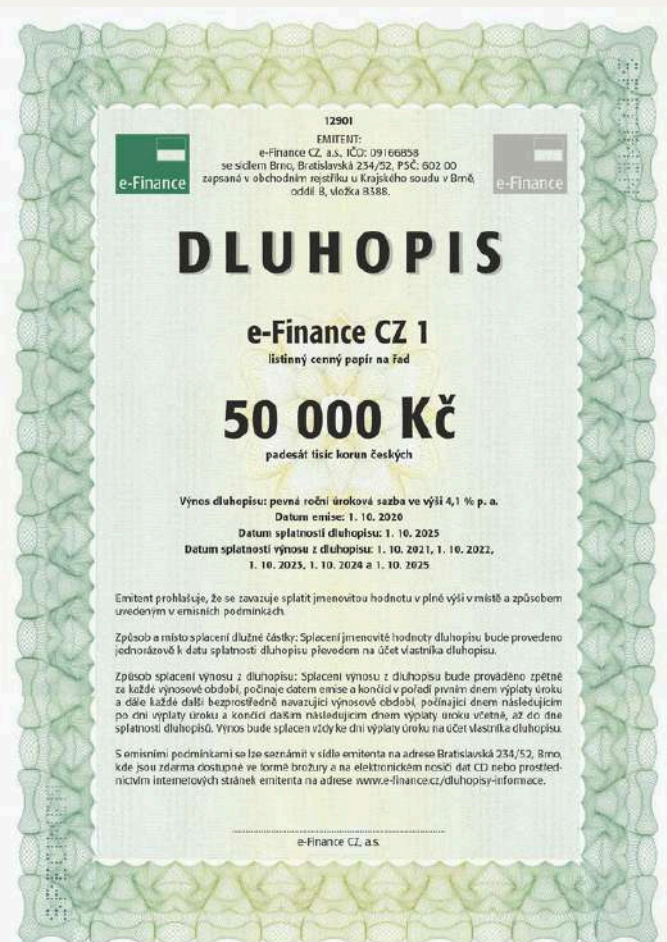 12901
EMITENT:
e-Finance CZ, a.s., IČO: 09166858
se sídlem Brno, Bratislavská 234/52, PSČ: 602 00
zapsaná v obchodním rejstříku u Krajského soudu v Brně,
oddíl B, vložka 8388.
e-Finance
e-Finance
DLUHOPIS
e-Finance CZ 1
listinný cenný papír na řad
50 000 Kč
padesát tisíc korun českých
Výnos dluhopisu: pevná roční úroková sazba ve výši 4,1 % p. a.
Datum emise: 1. 10. 2020
Datum splatnosti dluhopisu: 1. 10. 2025
Datum splatnosti výnosu z dluhopisu: 1. 10. 2021, 1. 10. 2022,
1. 10. 2023, 1. 10. 2024 a 1. 10. 2025
Emitent prohlašuje, že se zavazuje splatit jmenovitou hodnotu v plné výši v místě a způsobem
uvedeným v emisních podmínkách.
Způsob a místo splacení dlužné částky: Splacení jmenovité hodnoty dluhopisu bude provedeno
jednorázově k datu splatnosti dluhopisu převodem na účet vlastníka dluhopisu.
Způsob splacení výnosu z dluhopisu: Splacení výnosu z dluhopisu bude prováděno zpětně
za každé výnosové období, počínaje datem emise a končící v pořadí prvním dnem výplaty úroku
a dále každé další bezprostředně navazující výnosové období, počínající dnem následujícím
po dni výplaty úroku a končící dalším následujícím dnem výplaty úroku včetně, až do dne
splatnosti dluhopisů. Výnos bude splacen vždy ke dni výplaty úroku na účet vlastníka dluhopisu.
S emisními podmínkami se lze seznámit v sídle emitenta na adrese Bratislavská 234/52, Brno,
kde jsou zdarma dostupné ve formě brožury a na elektronickém nosiči dat CD nebo prostřed-
nictvím internetových stránek emitenta na adrese www.e-finance.cz/dluhopisy-informace.
e-Finance CZ, a.s.